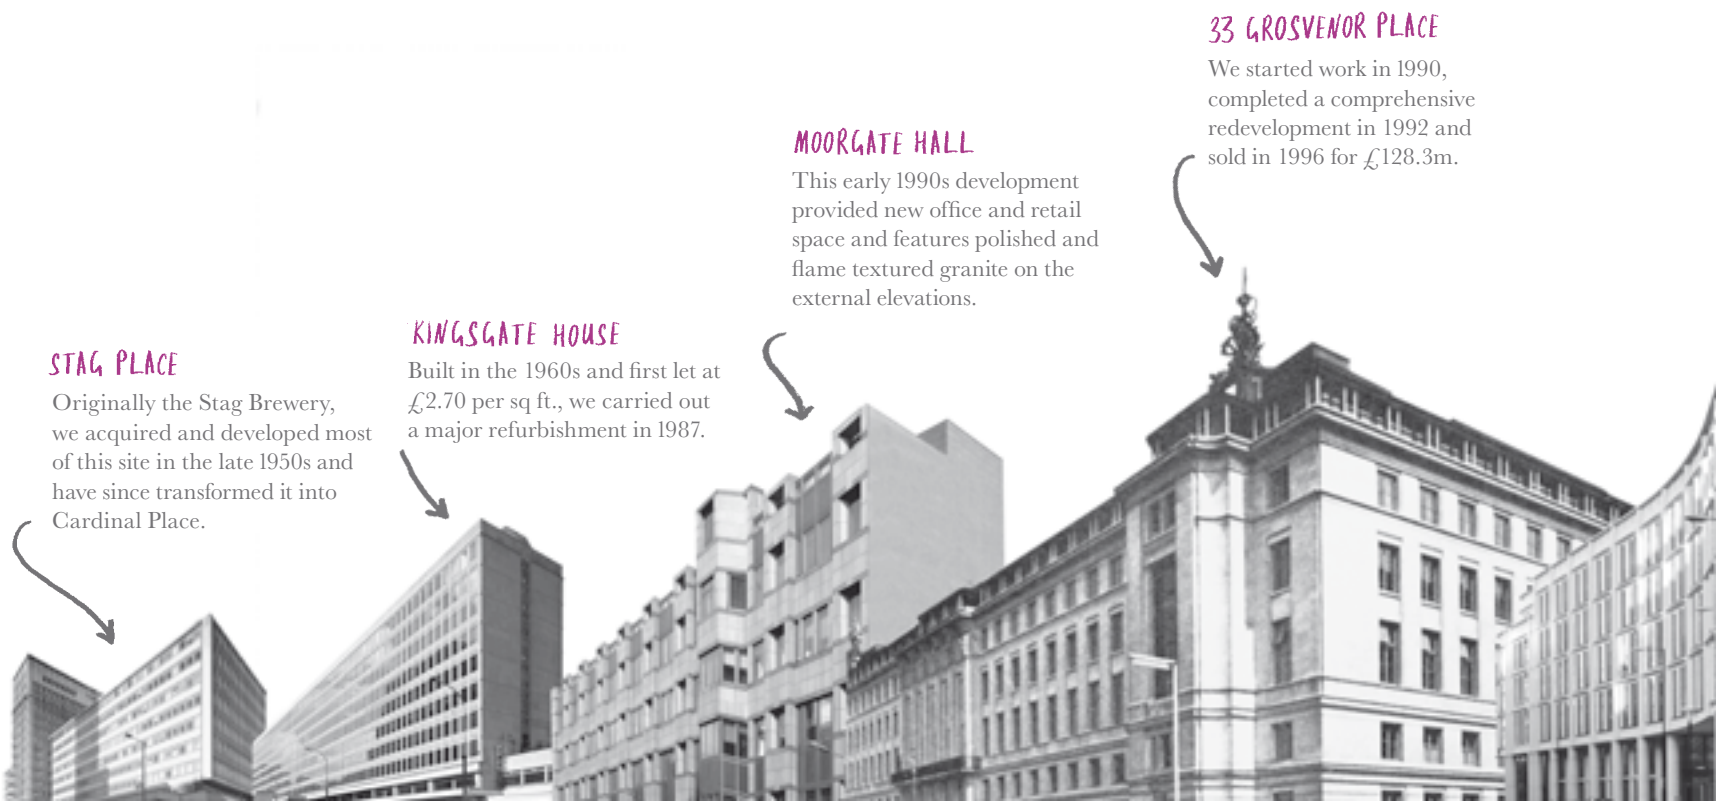 STAG PLACE
Originally the Stag Brewery,
we acquired and developed most
of this site in the late 1950s and
have since transformed it into
Cardinal Place.
KINGSGATE HOUSE
Built in the 1960s and first let at
£2.70 per sq ft., we carried out
a major refurbishment in 1987.
MOORGATE HALL
This early 1990s development
provided new office and retail
space and features polished and
flame textured granite on the
external elevations.
33 GROSVENOR PLACE
We started work in 1990,
completed a comprehensive
redevelopment in 1992 and
sold in 1996 for £128.3m.